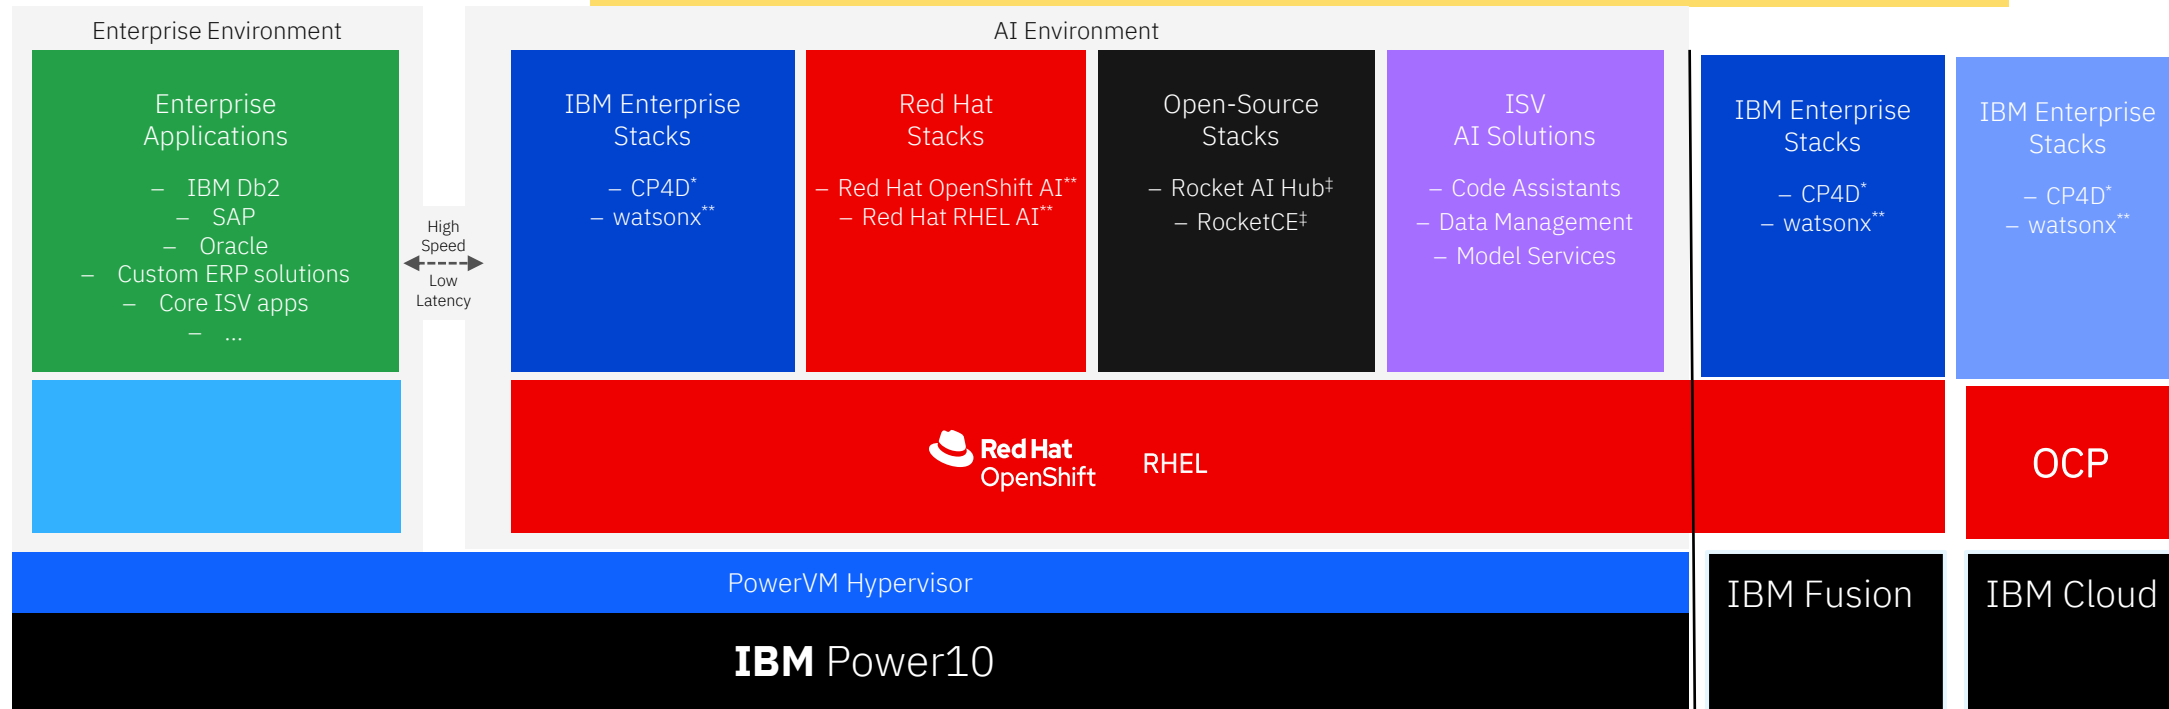 Enterprise Environment
AI Environment
Enterprise
Applications
– IBM Db2
– SAP
– Oracle
– Custom ERP solutions
– Core ISV apps
– ...
High
Speed
Low
Latency
IBM Enterprise
Stacks
– CP4D*
– watsonx**
Red Hat
Stacks
– Red Hat OpenShift AI**
– Red Hat RHEL AI**
Open-Source
Stacks
– Rocket AI Hub‡
– RocketCE‡
ISV
AI Solutions
– Code Assistants
– Data Management
– Model Services
IBM Enterprise
Stacks
– CP4D*
– watsonx**
IBM Enterprise
Stacks
– CP4D*
– watsonx**
Red Hat
OpenShift
RHEL
OCP
PowerVM Hypervisor
IBM Power10
IBM Fusion
IBM Cloud